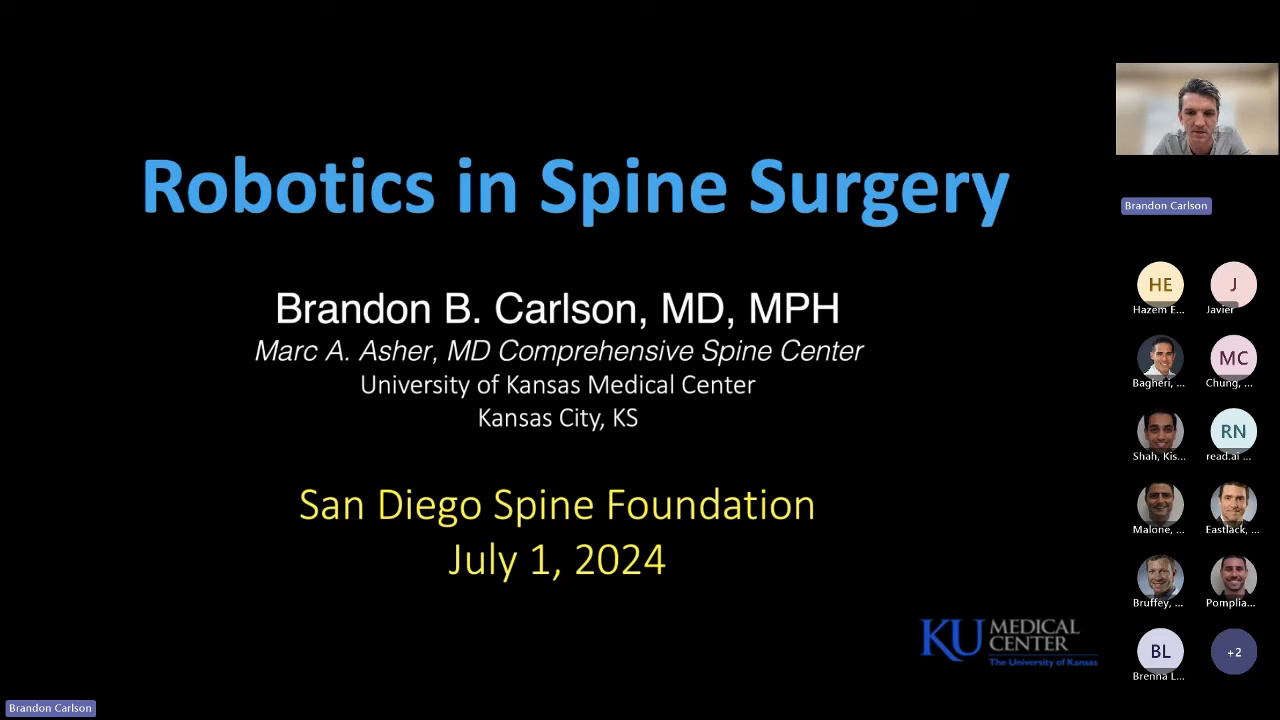 Robotics in Spine Surgery
Brandon B. Carlson, MD, MPH
Marc A. Asher, MD Comprehensive Spine Center
University of Kansas Medical Center
Kansas City, KS
San Diego Spine Foundation
July 1, 2024
KU MEDICAL CENTER
The University of Kansas
Brandon Carlson
Brandon Carlson
HE
Hazem E...
J
Javier
Bagheri, ...
MC
Chung, ...
Shah, Kis...
RN
read.ai ...
Malone, ...
Eastlack, ...
Bruffey, ...
Pomplia...
BL
Brenna L...
+2